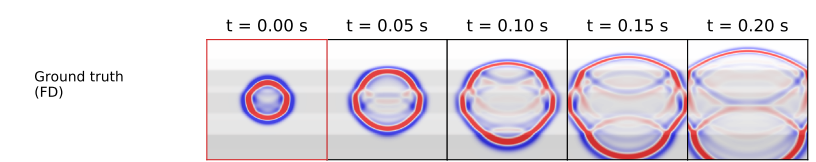 t = 0.00 s t = 0.05 s t = 0.10 s t = 0.15 s t = 0.20 s
Ground truth
(FD)